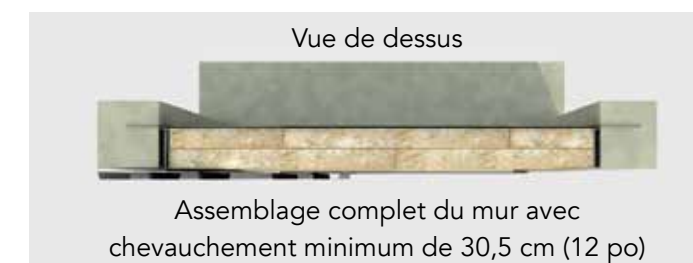 Vue de dessus
Assemblage complet du mur avec
chevauchement minimum de 30,5 cm (12 po)